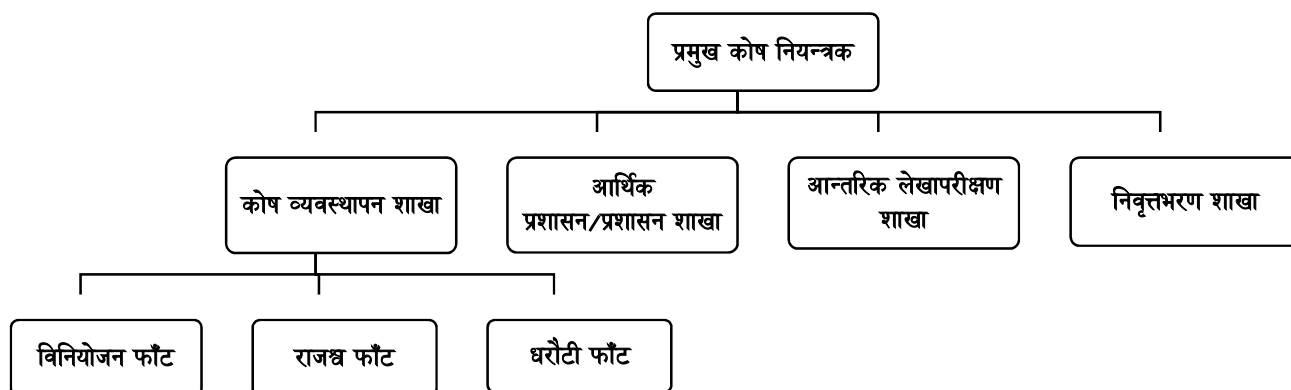 प्रमुख कोष नियन्त्रक
कोष व्यवस्थापन शाखा
आर्थिक
प्रशासन/प्रशासन शाखा
आन्तरिक लेखापरीक्षण
शाखा
निवृत्तभरण शाखा
विनियोजन फाँट
राजश्व फाँट
धरौटी फाँट